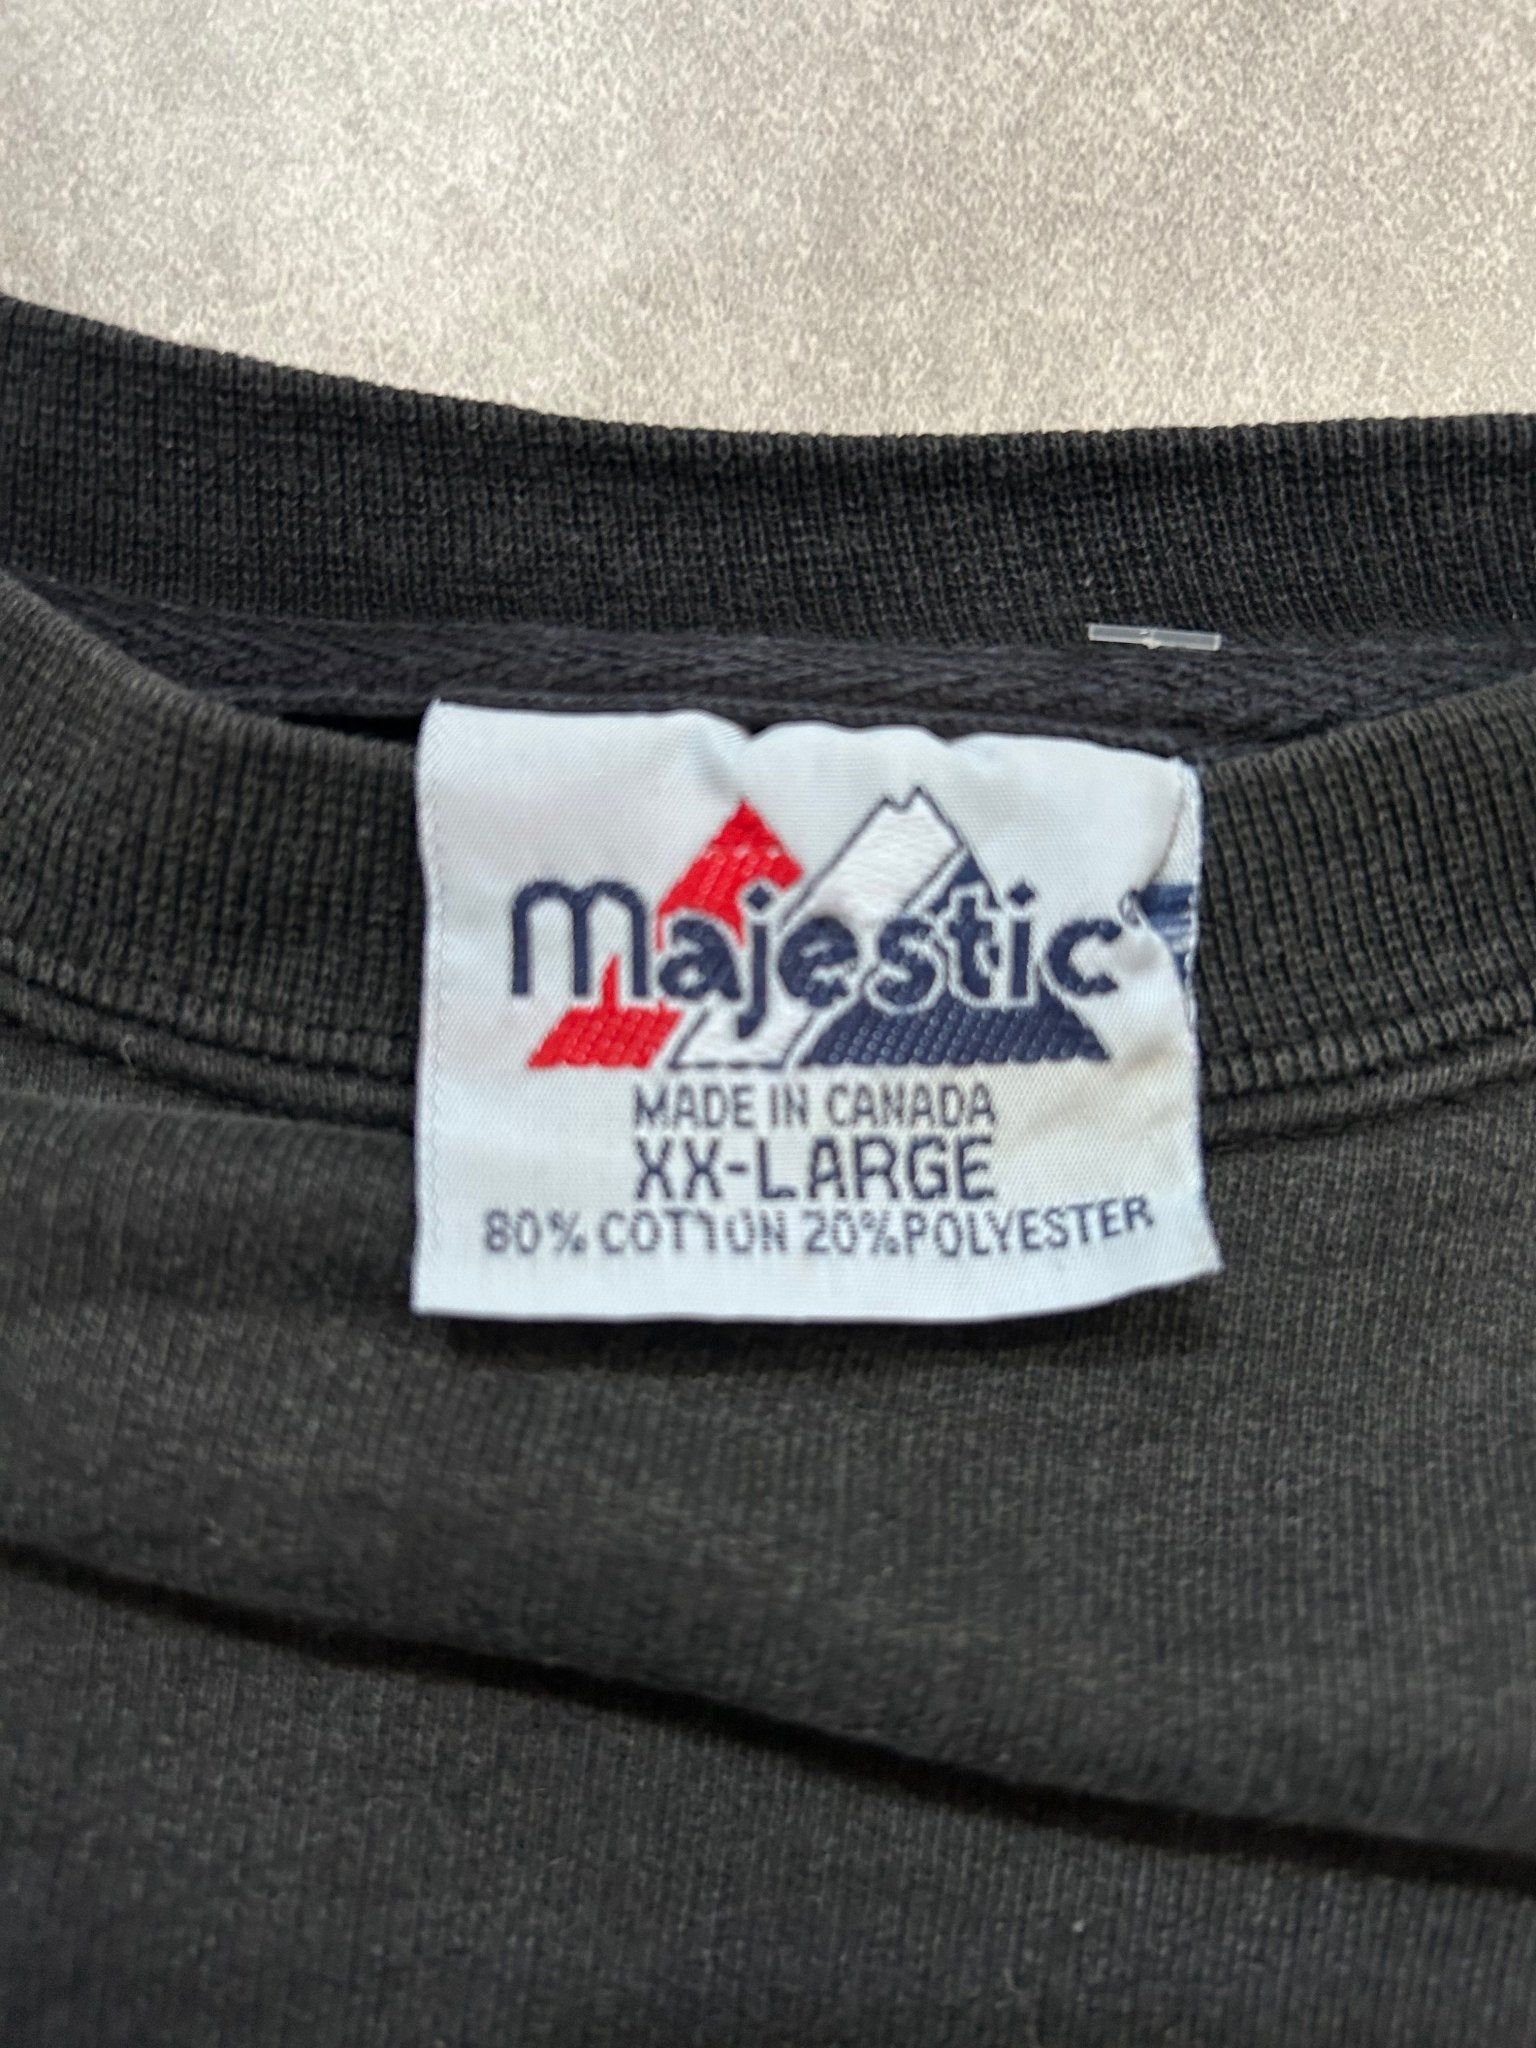 majestic
MADE IN CANADA
XX-LARGE
80% COTTON 20% POLYESTER